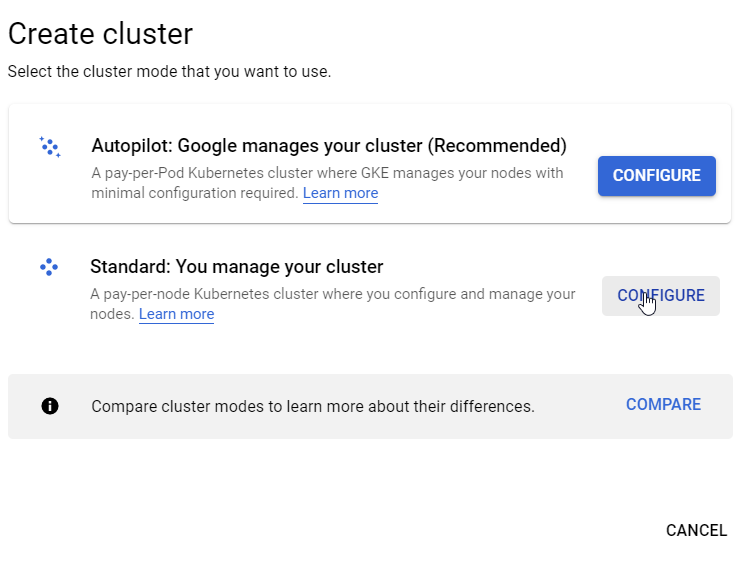 Create cluster
Select the cluster mode that you want to use.
Autopilot: Google manages your cluster (Recommended)
A pay-per-Pod Kubernetes cluster where GKE manages your nodes with
minimal configuration required. Learn more
CONFIGURE
Standard: You manage your cluster
A pay-per-node Kubernetes cluster where you configure and manage your
nodes. Learn more
CONFIGURE
Compare cluster modes to learn more about their differences.
COMPARE
CANCEL